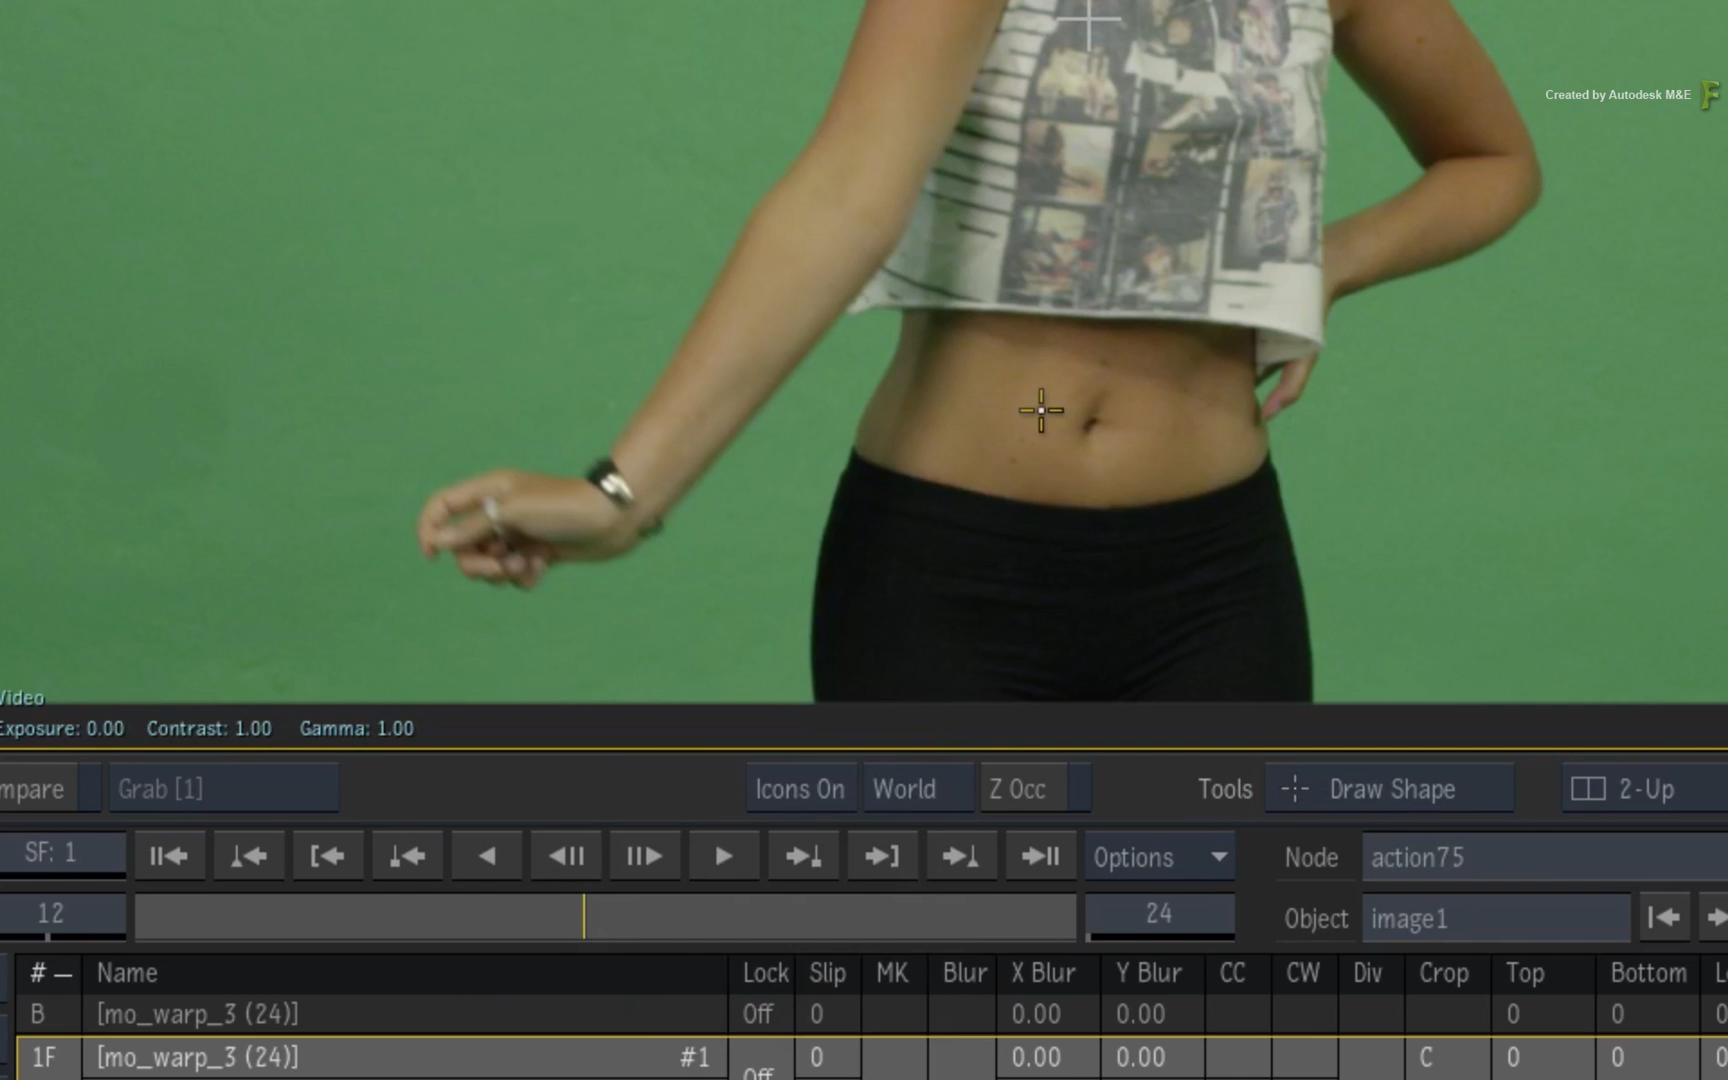 Created by Autodesk M&E
Video
Exposure: 0.00 Contrast: 1.00 Gamma: 1.00
mpare Grab [1] Icons On World Z Occ Tools Draw Shape 2-Up
SF: 1 Options Node action75
12 24 Object image1
# Name Lock Slip MK Blur X Blur Y Blur CC CW Div Crop Top Bottom L
B [mo_warp_3 (24)] Off 0 0.00 0.00 0 0 0
1F [mo_warp_3 (24)] #1 Off 0 0.00 0.00 C 0 0 0